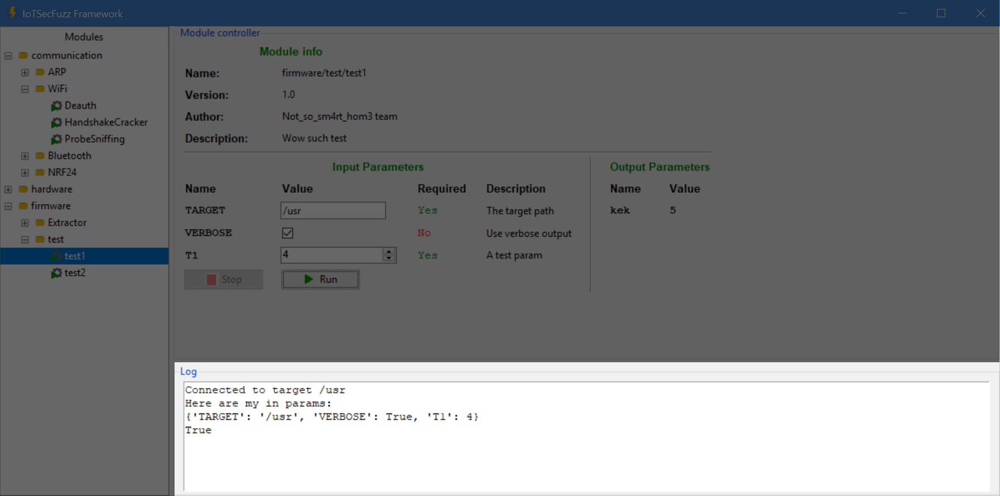 IoTSecFuzz Framework
Modules
communication
ARP
WiFi
Deauth
HandshakeCracker
ProbeSniffing
Bluetooth
NRF24
hardware
firmware
Extractor
test
test1
test2
Module controller
Module info
Name: firmware/test/test1
Version: 1.0
Author: Not_so_sm4rt_hom3 team
Description: Wow such test
Input Parameters
Name Value Required Description
TARGET /usr Yes The target path
VERBOSE No Use verbose output
T1 4 Yes A test param
Stop Run
Output Parameters
Name Value
kek 5
Log
Connected to target /usr
Here are my in params:
{'TARGET': '/usr', 'VERBOSE': True, 'T1': 4}
True